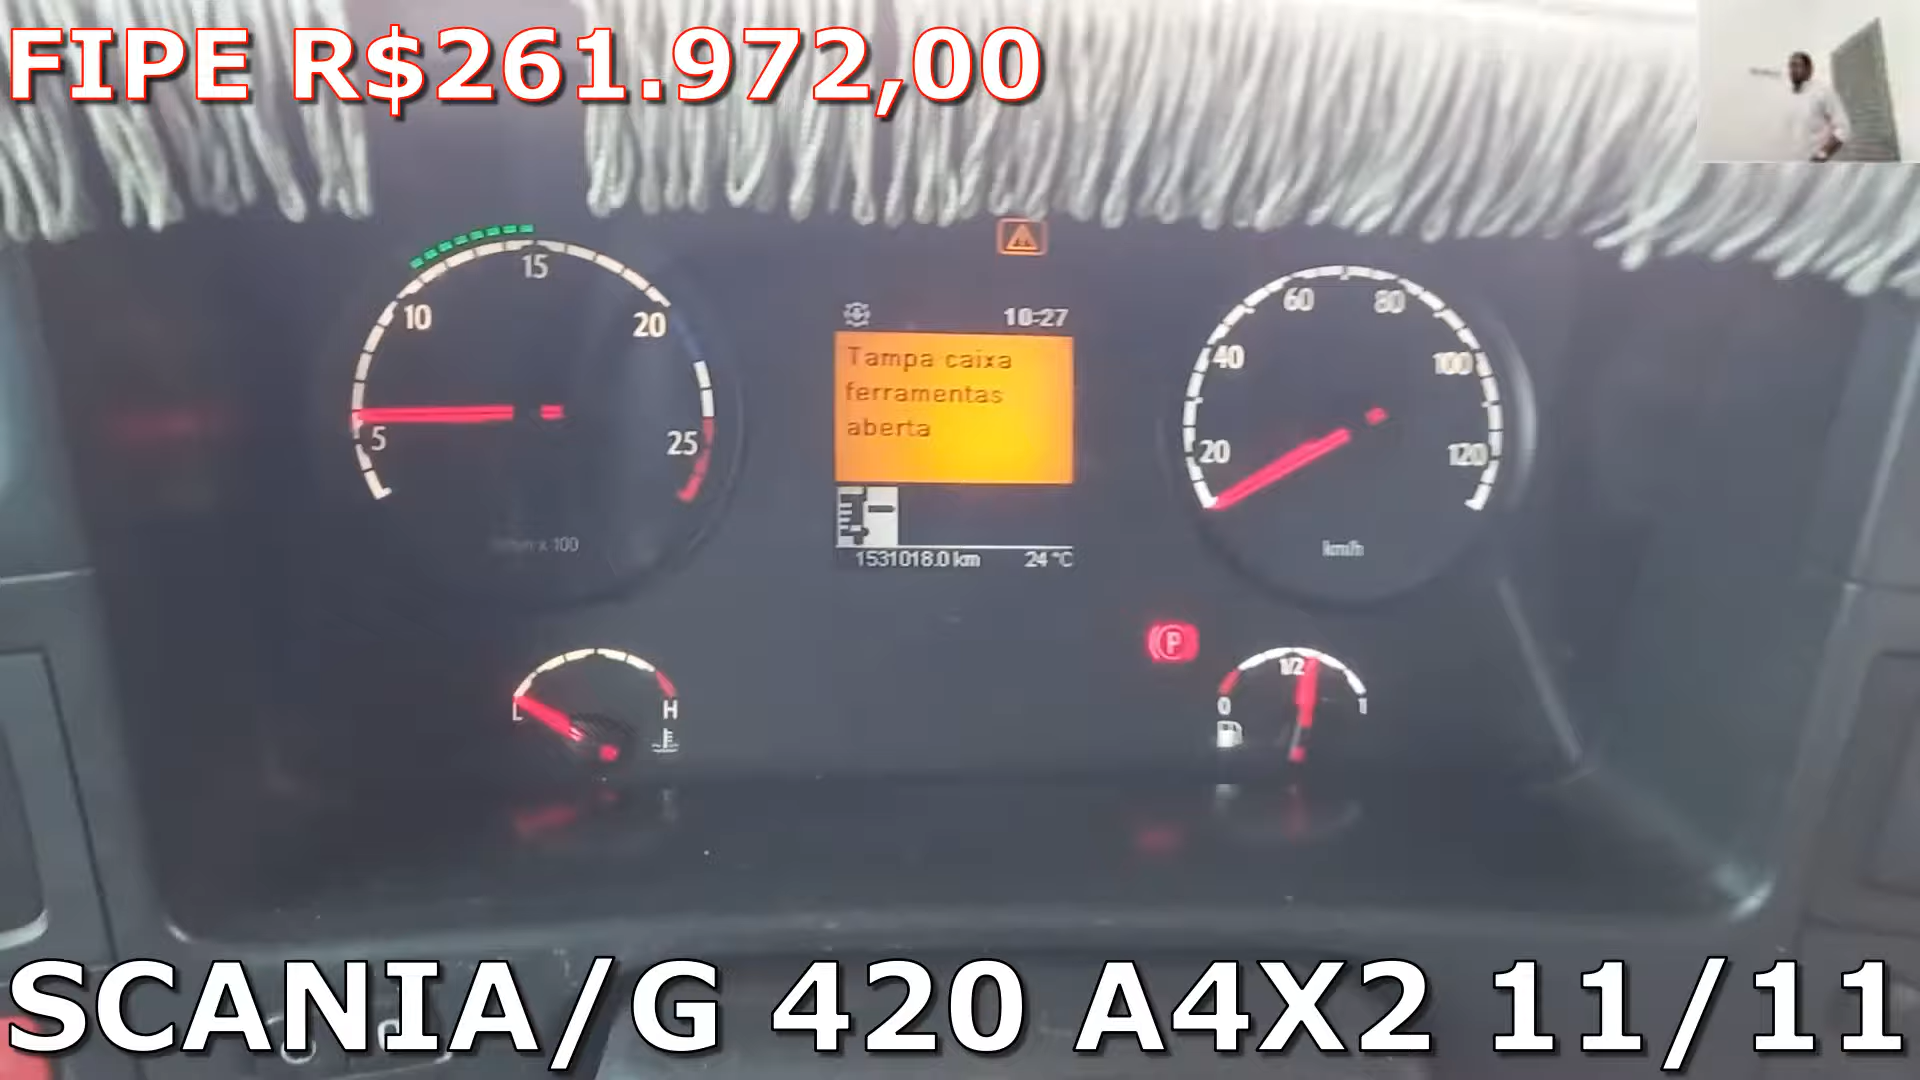 FIPE R$261.972,00
10:27
Tampa caixa
ferramentas
aberta
1531018.0 km 24 °C
5 10 15 20 25
x 100
20 40 60 80 100 120
km/h
L H
P
0 1/2 1
SCANIA/G 420 A4X2 11/11